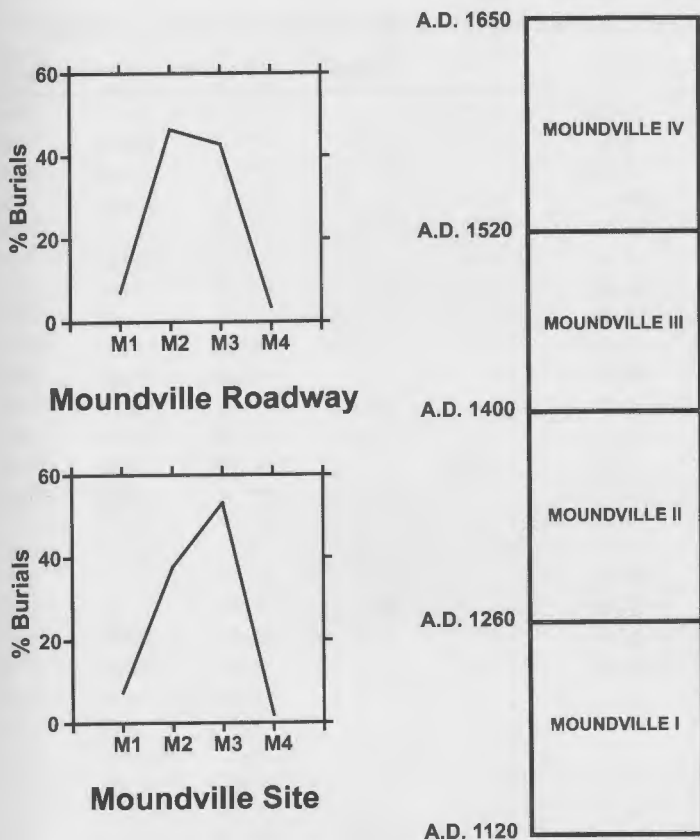 60
40
20
0
% Burials
M1 M2 M3 M4
Moundville Roadway
60
40
20
0
% Burials
M1 M2 M3 M4
Moundville Site
A.D. 1650
MOUNDVILLE IV
A.D. 1520
MOUNDVILLE III
A.D. 1400
MOUNDVILLE II
A.D. 1260
MOUNDVILLE I
A.D. 1120